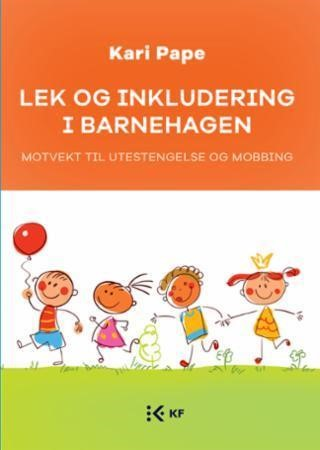 Kari Pape
LEK OG INKLUDERING
I BARNEHAGEN
MOTVEKT TIL UTESTENGELSE OG MOBBING
KF